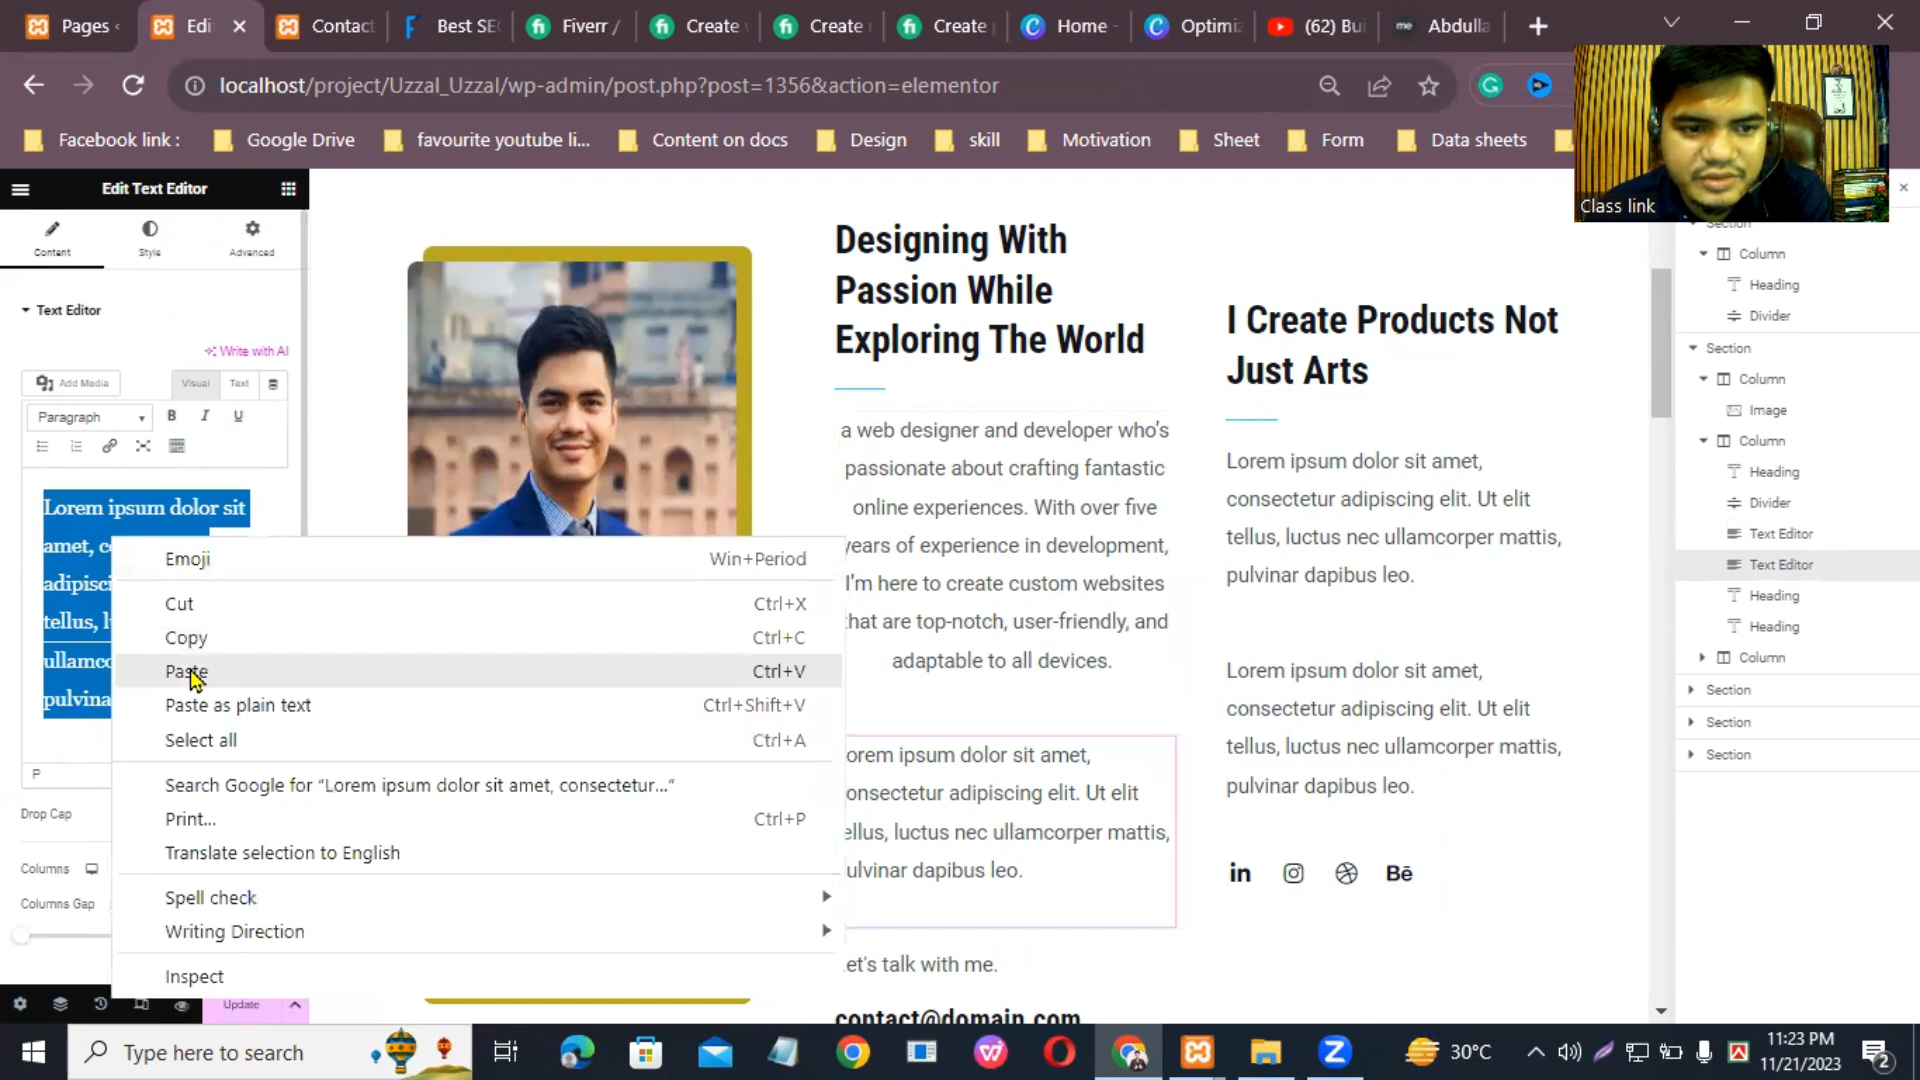 Pages
Edi
Contact
Best SE
Fiverr /
Create
Create
Create
Home -
Optimiz
(62) Bui
me
Abdulla
localhost/project/Uzzal_Uzzal/wp-admin/post.php?post=1356&action=elementor
Facebook link :
Google Drive
favourite youtube li...
Content on docs
Design
skill
Motivation
Sheet
Form
Data sheets
Class link
Edit Text Editor
Content
Style
Advanced
Text Editor
Write with AI
Add Media
Visual
Text
Paragraph
B I U
Lorem ipsum dolor sit
amet, c
adipisci
tellus, l
ullamco
pulvina
P
Drop Cap
Columns
Columns Gap
Update
Emoji Win+Period
Cut Ctrl+X
Copy Ctrl+C
Paste Ctrl+V
Paste as plain text Ctrl+Shift+V
Select all Ctrl+A
Search Google for “Lorem ipsum dolor sit amet, consectetur...”
Print... Ctrl+P
Translate selection to English
Spell check
Writing Direction
Inspect
Designing With
Passion While
Exploring The World
a web designer and developer who’s
passionate about crafting fantastic
online experiences. With over five
years of experience in development,
I’m here to create custom websites
that are top-notch, user-friendly, and
adaptable to all devices.
orem ipsum dolor sit amet,
onsectetur adipiscing elit. Ut elit
ellus, luctus nec ullamcorper mattis,
ulvinar dapibus leo.
et's talk with me.
contact@domain.com
I Create Products Not
Just Arts
Lorem ipsum dolor sit amet,
consectetur adipiscing elit. Ut elit
tellus, luctus nec ullamcorper mattis,
pulvinar dapibus leo.
Lorem ipsum dolor sit amet,
consectetur adipiscing elit. Ut elit
tellus, luctus nec ullamcorper mattis,
pulvinar dapibus leo.
in
Bē
Section
Column
Heading
Divider
Section
Column
Image
Column
Heading
Divider
Text Editor
Text Editor
Heading
Heading
Column
Section
Section
Section
Type here to search
30°C
11:23 PM
11/21/2023
2